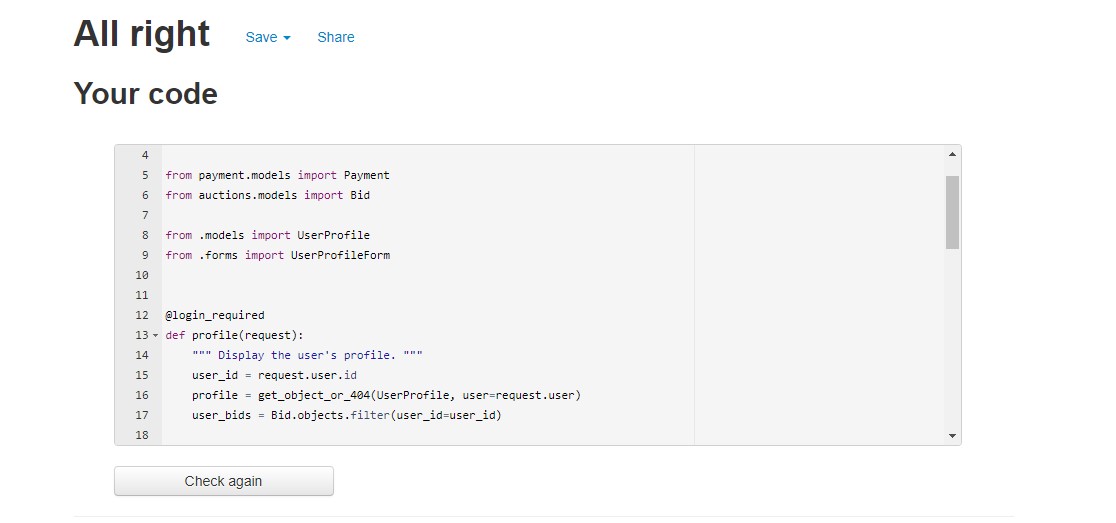 All right Save Share
Your code
4
5 from payment.models import Payment
6 from auctions.models import Bid
7
8 from .models import UserProfile
9 from .forms import UserProfileForm
10
11
12 @login_required
13 def profile(request):
14     """ Display the user's profile. """
15     user_id = request.user.id
16     profile = get_object_or_404(UserProfile, user=request.user)
17     user_bids = Bid.objects.filter(user_id=user_id)
18
Check again